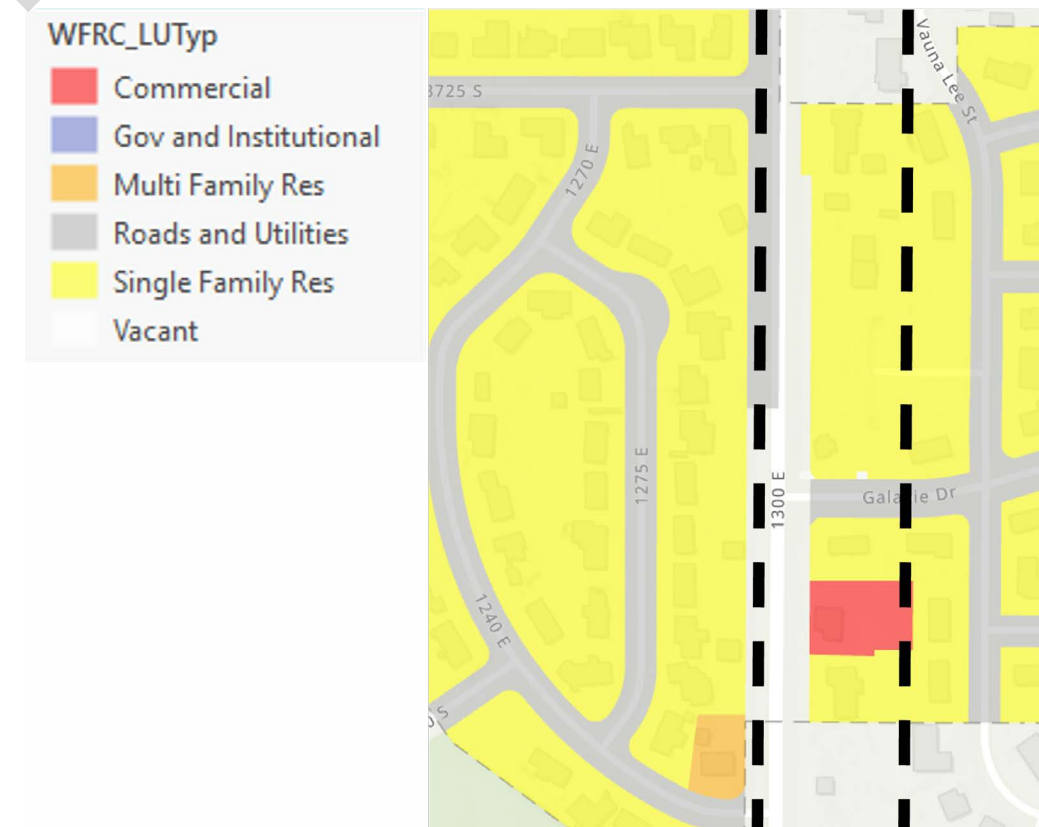 WFRC_LUTyp
Commercial
Gov and Institutional
Multi Family Res
Roads and Utilities
Single Family Res
Vacant
Vauna Lee St
3725 S
1270 E
1275 E
1300 E
Dr
1240 E
S